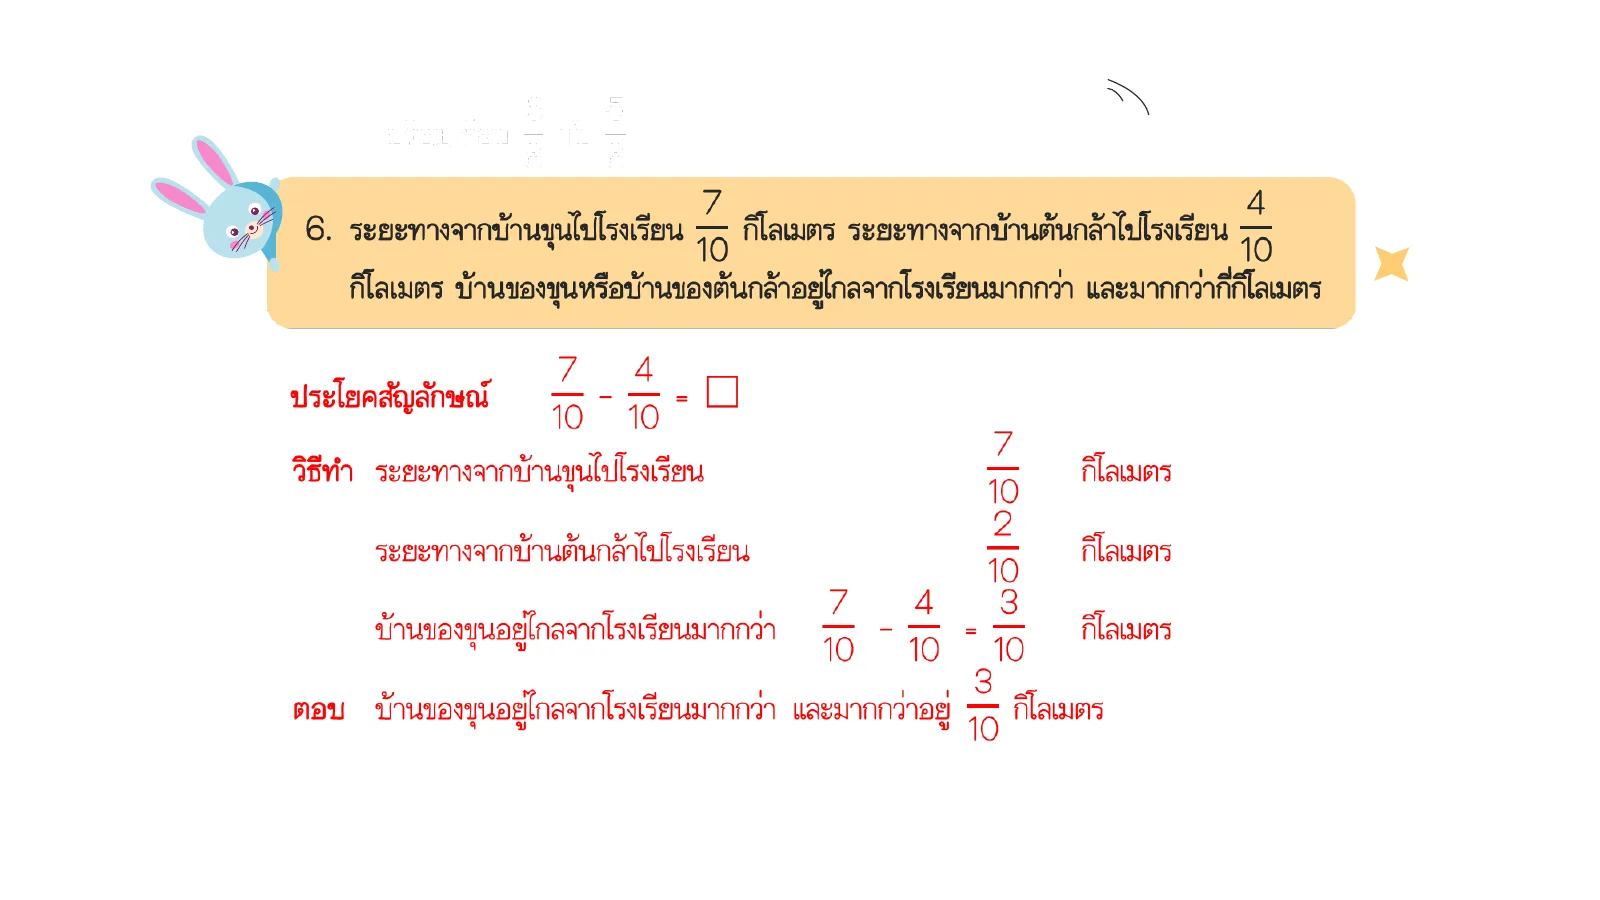 6. ระยะทางจากบ้านขุนไปโรงเรียน 7/10 กิโลเมตร ระยะทางจากบ้านต้นกล้าไปโรงเรียน 4/10
กิโลเมตร บ้านของขุนหรือบ้านของต้นกล้าอยู่ไกลจากโรงเรียนมากกว่า และมากกว่ากี่กิโลเมตร
ประโยคสัญลักษณ์ 7/10 - 4/10 = □
วิธีทำ ระยะทางจากบ้านขุนไปโรงเรียน 7/10 กิโลเมตร
ระยะทางจากบ้านต้นกล้าไปโรงเรียน 2/10 กิโลเมตร
บ้านของขุนอยู่ไกลจากโรงเรียนมากกว่า 7/10 - 4/10 = 3/10 กิโลเมตร
ตอบ บ้านของขุนอยู่ไกลจากโรงเรียนมากกว่า และมากกว่าอยู่ 3/10 กิโลเมตร